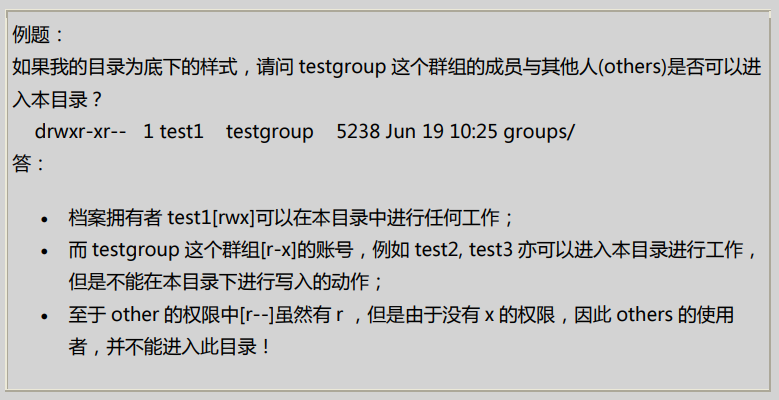 例题：
如果我的目录为底下的样式，请问 testgroup 这个群组的成员与其他人(others)是否可以进
入本目录？
drwxr-xr-- 1 test1 testgroup 5238 Jun 19 10:25 groups/
答：
• 档案拥有者 test1[rwx]可以在本目录中进行任何工作；
• 而 testgroup 这个群组[r-x]的账号，例如 test2, test3 亦可以进入本目录进行工作，
但是不能在本目录下进行写入的动作；
• 至于 other 的权限中[r--]虽然有 r ，但是由于没有 x 的权限，因此 others 的使用
者，并不能进入此目录！